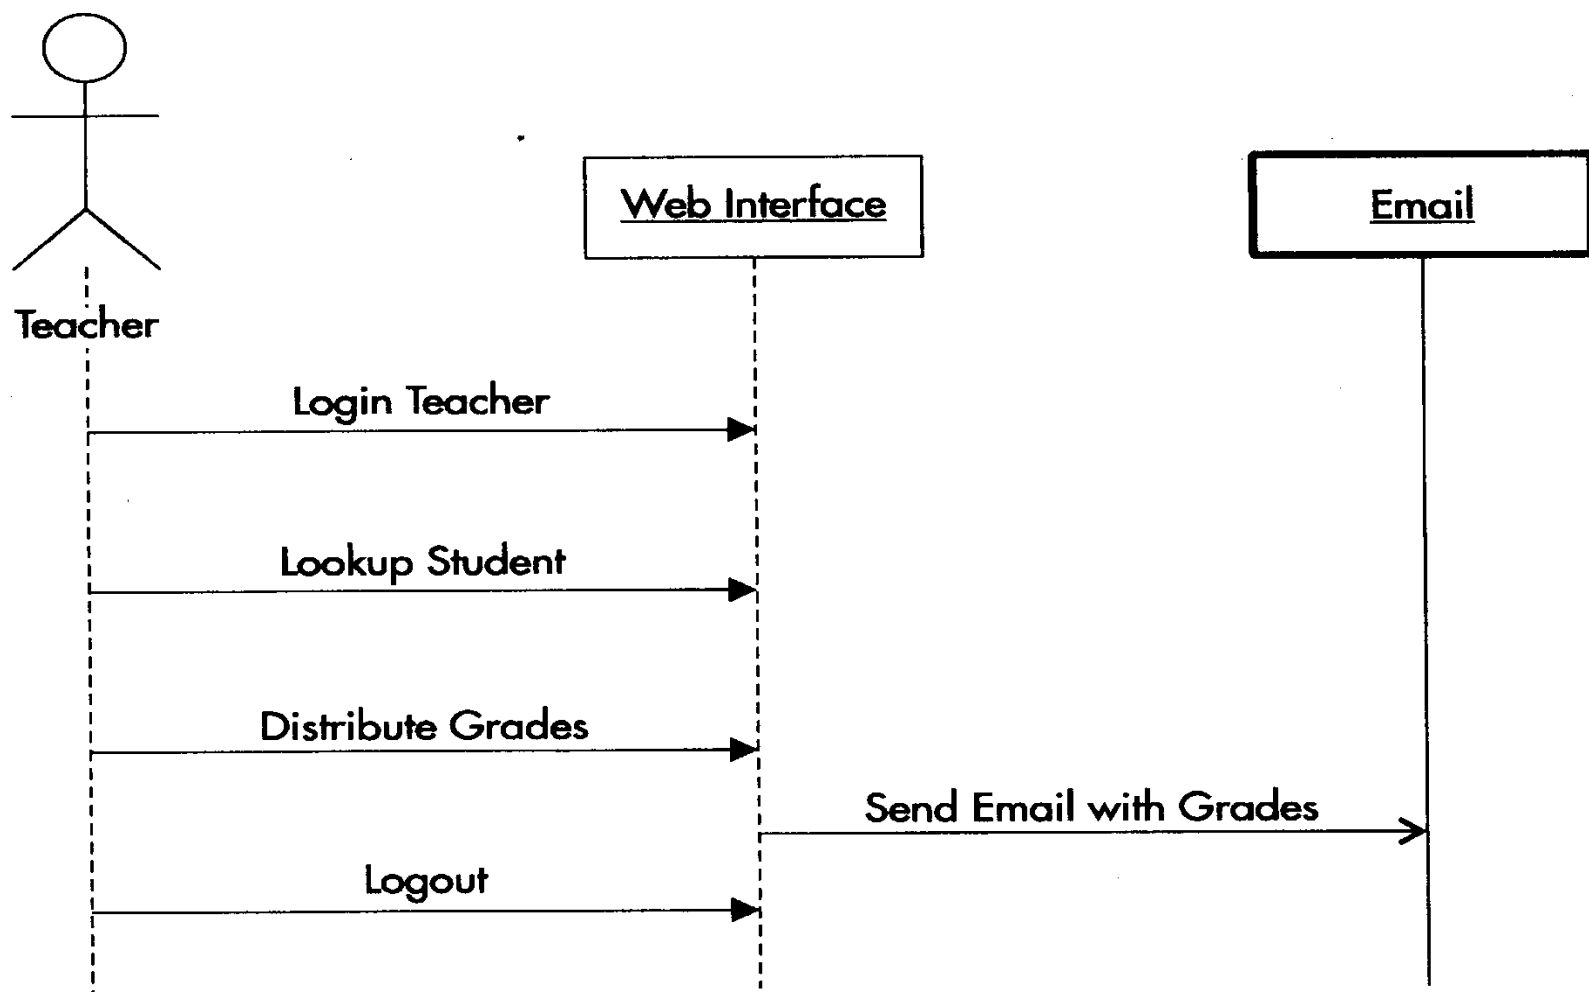 Web Interface
Email
Teacher
Login Teacher
Lookup Student
Distribute Grades
Send Email with Grades
Logout